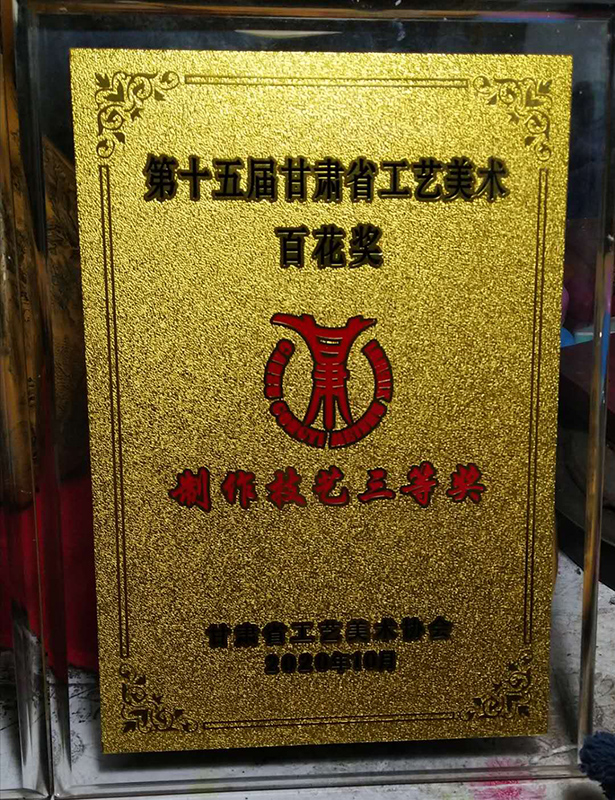 第十五届甘肃省工艺美术
百花奖
制作技艺三等奖
甘肃省工艺美术协会
2020年10月